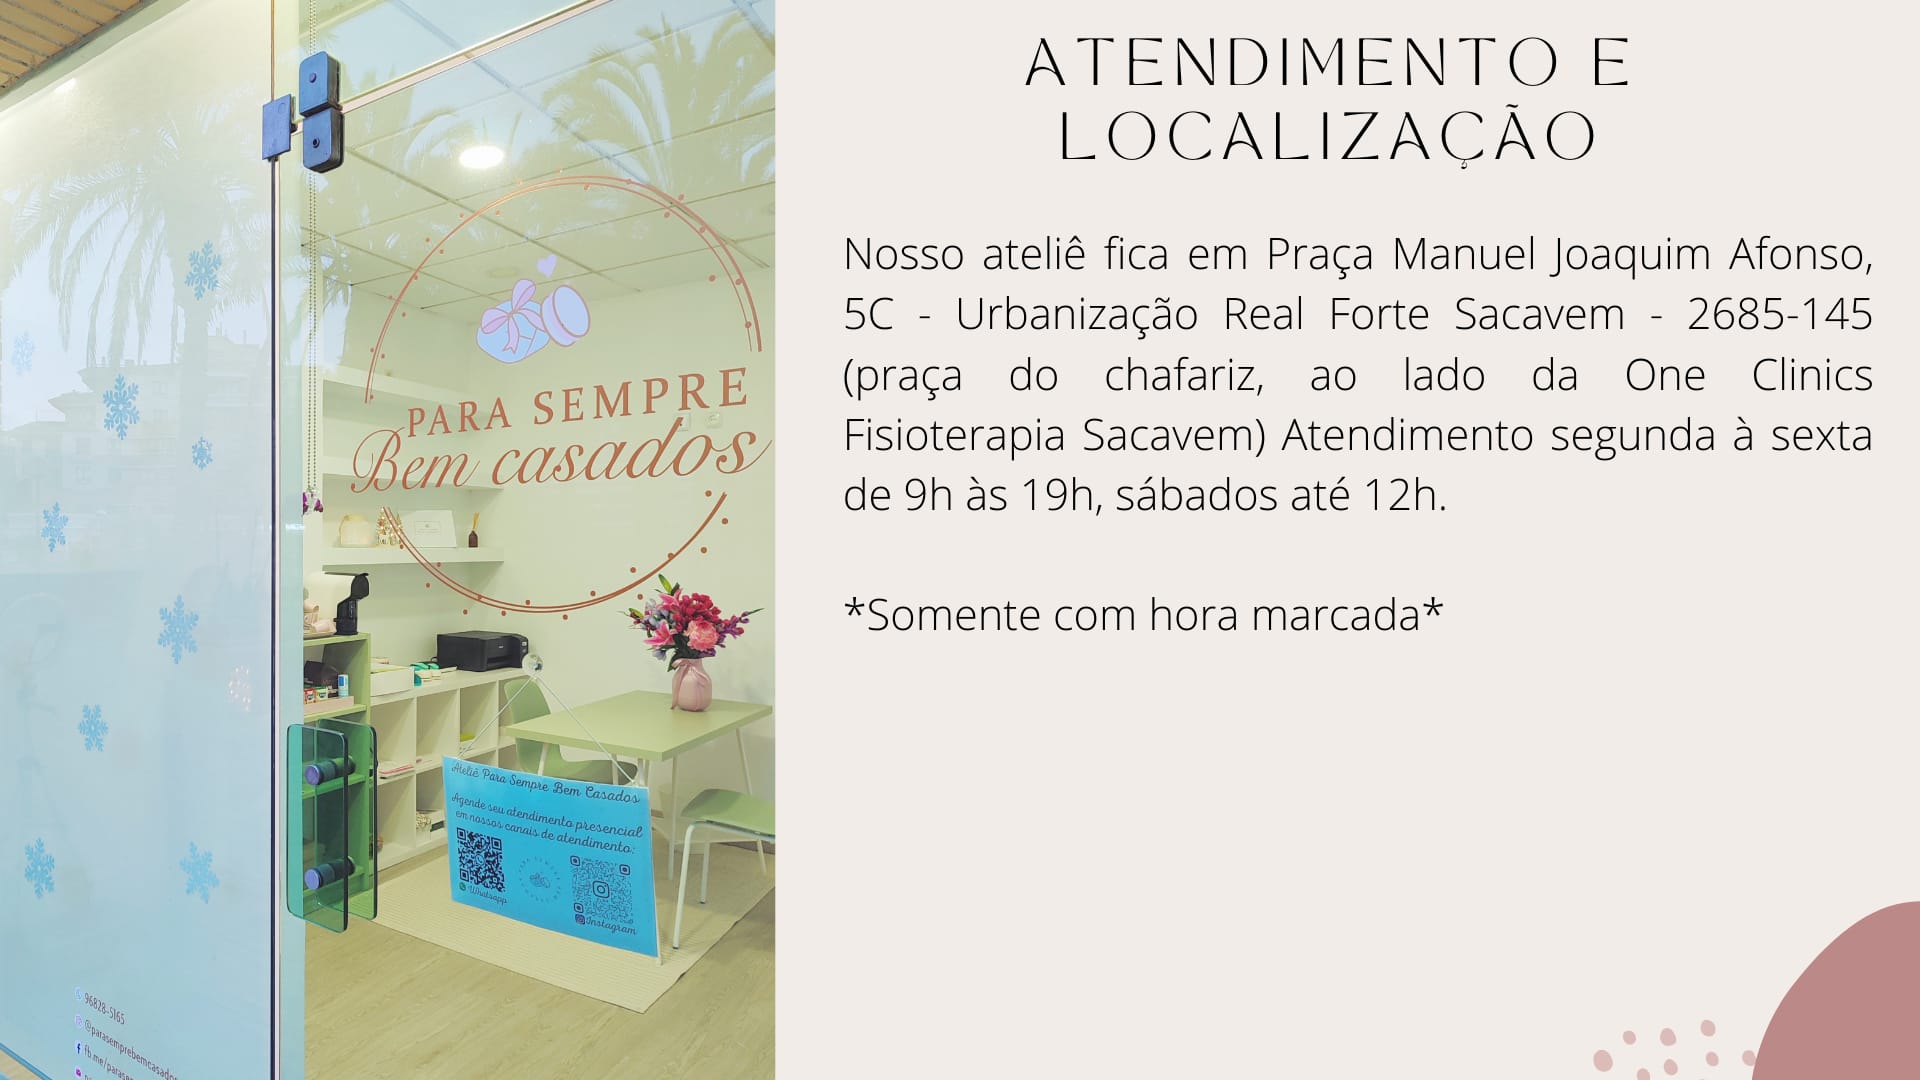 ATENDIMENTO E
LOCALIZAÇÃO
Nosso ateliê fica em Praça Manuel Joaquim Afonso,
5C - Urbanização Real Forte Sacavem - 2685-145
(praça do chafariz, ao lado da One Clinics
Fisioterapia Sacavem) Atendimento segunda à sexta
de 9h às 19h, sábados até 12h.
*Somente com hora marcada*
PARA SEMPRE
Bem casados
Ateliê Para Sempre Bem Casados
Agende seu atendimento presencial
em nossos canais de atendimento:
Whatsapp
Instagram
96828-5165
@parasemprebemcasados